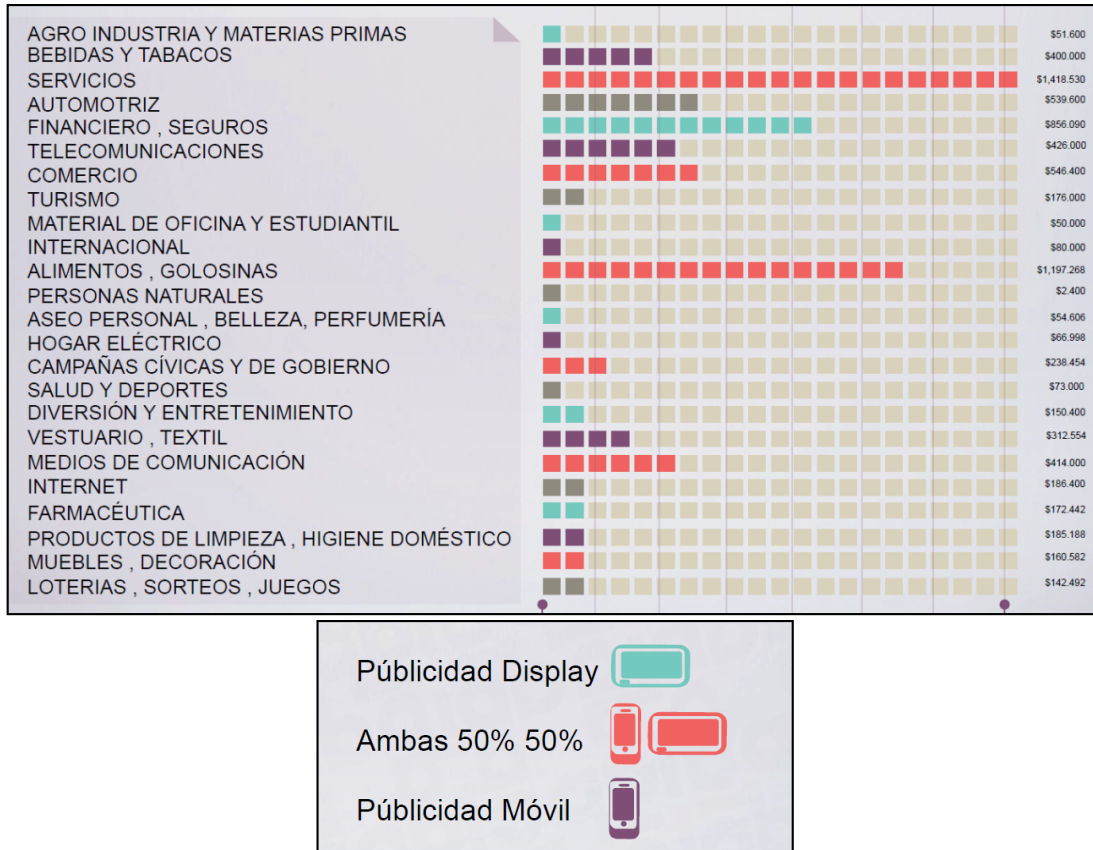 AGRO INDUSTRIA Y MATERIAS PRIMAS $51.600
BEBIDAS Y TABACOS $400.000
SERVICIOS $1,418.530
AUTOMOTRIZ $539.600
FINANCIERO , SEGUROS $856.090
TELECOMUNICACIONES $426.000
COMERCIO $546.400
TURISMO $176.000
MATERIAL DE OFICINA Y ESTUDIANTIL $50.000
INTERNACIONAL $80.000
ALIMENTOS , GOLOSINAS $1,197.268
PERSONAS NATURALES $2.400
ASEO PERSONAL , BELLEZA, PERFUMERÍA $54.606
HOGAR ELÉCTRICO $66.998
CAMPAÑAS CÍVICAS Y DE GOBIERNO $238.454
SALUD Y DEPORTES $73.000
DIVERSIÓN Y ENTRETENIMIENTO $150.400
VESTUARIO , TEXTIL $312.554
MEDIOS DE COMUNICACIÓN $414.000
INTERNET $186.400
FARMACÉUTICA $172.442
PRODUCTOS DE LIMPIEZA , HIGIENE DOMÉSTICO $185.188
MUEBLES , DECORACIÓN $160.582
LOTERIAS , SORTEOS , JUEGOS $142.492
Públicidad Display
Ambas 50% 50%
Públicidad Móvil